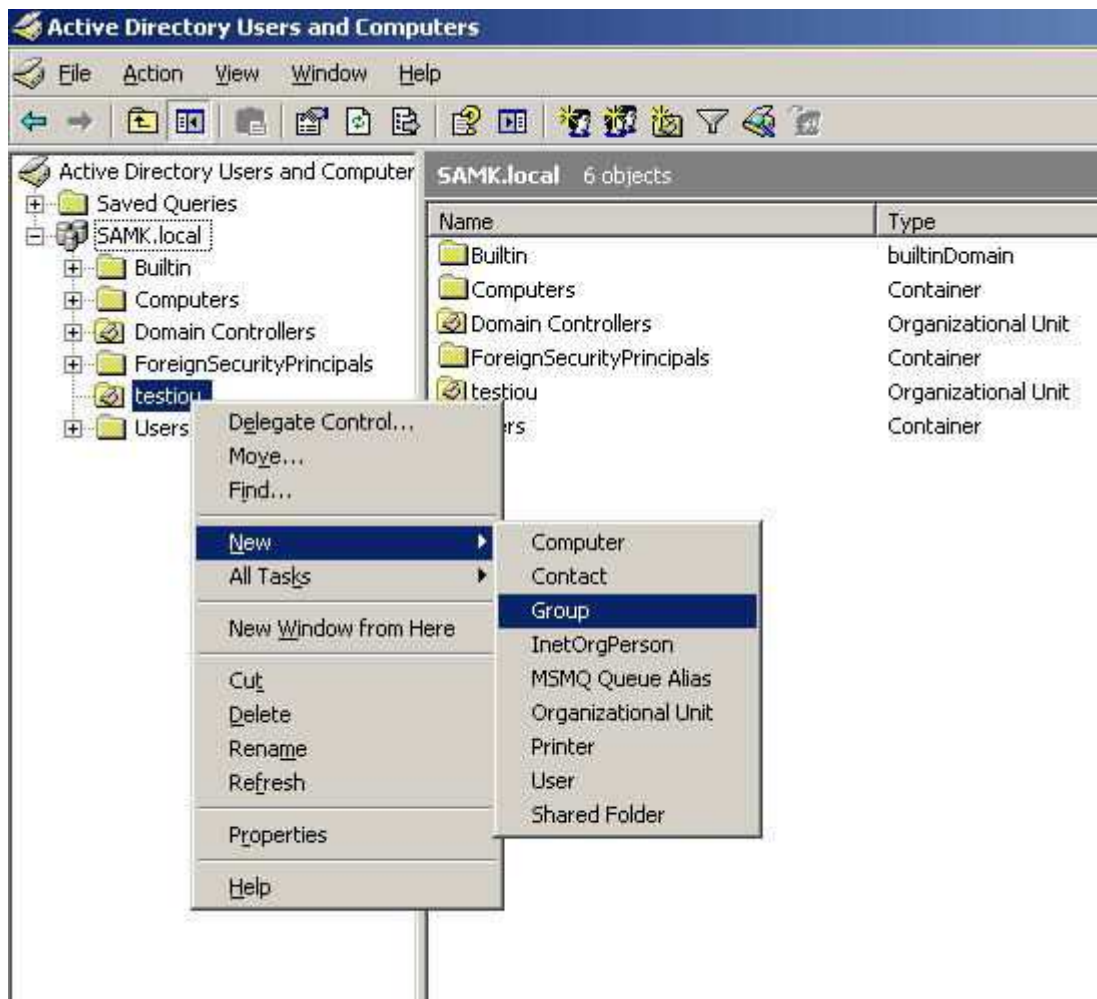 Active Directory Users and Computers
File Action View Window Help
Active Directory Users and Computer
Saved Queries
SAMK.local
Builtin
Computers
Domain Controllers
ForeignSecurityPrincipals
testiou
Users
SAMK.local 6 objects
Name Type
Builtin builtinDomain
Computers Container
Domain Controllers Organizational Unit
ForeignSecurityPrincipals Container
testiou Organizational Unit
ers Container
Delegate Control...
Move...
Find...
New
All Tasks
New Window from Here
Cut
Delete
Rename
Refresh
Properties
Help
Computer
Contact
Group
InetOrgPerson
MSMQ Queue Alias
Organizational Unit
Printer
User
Shared Folder